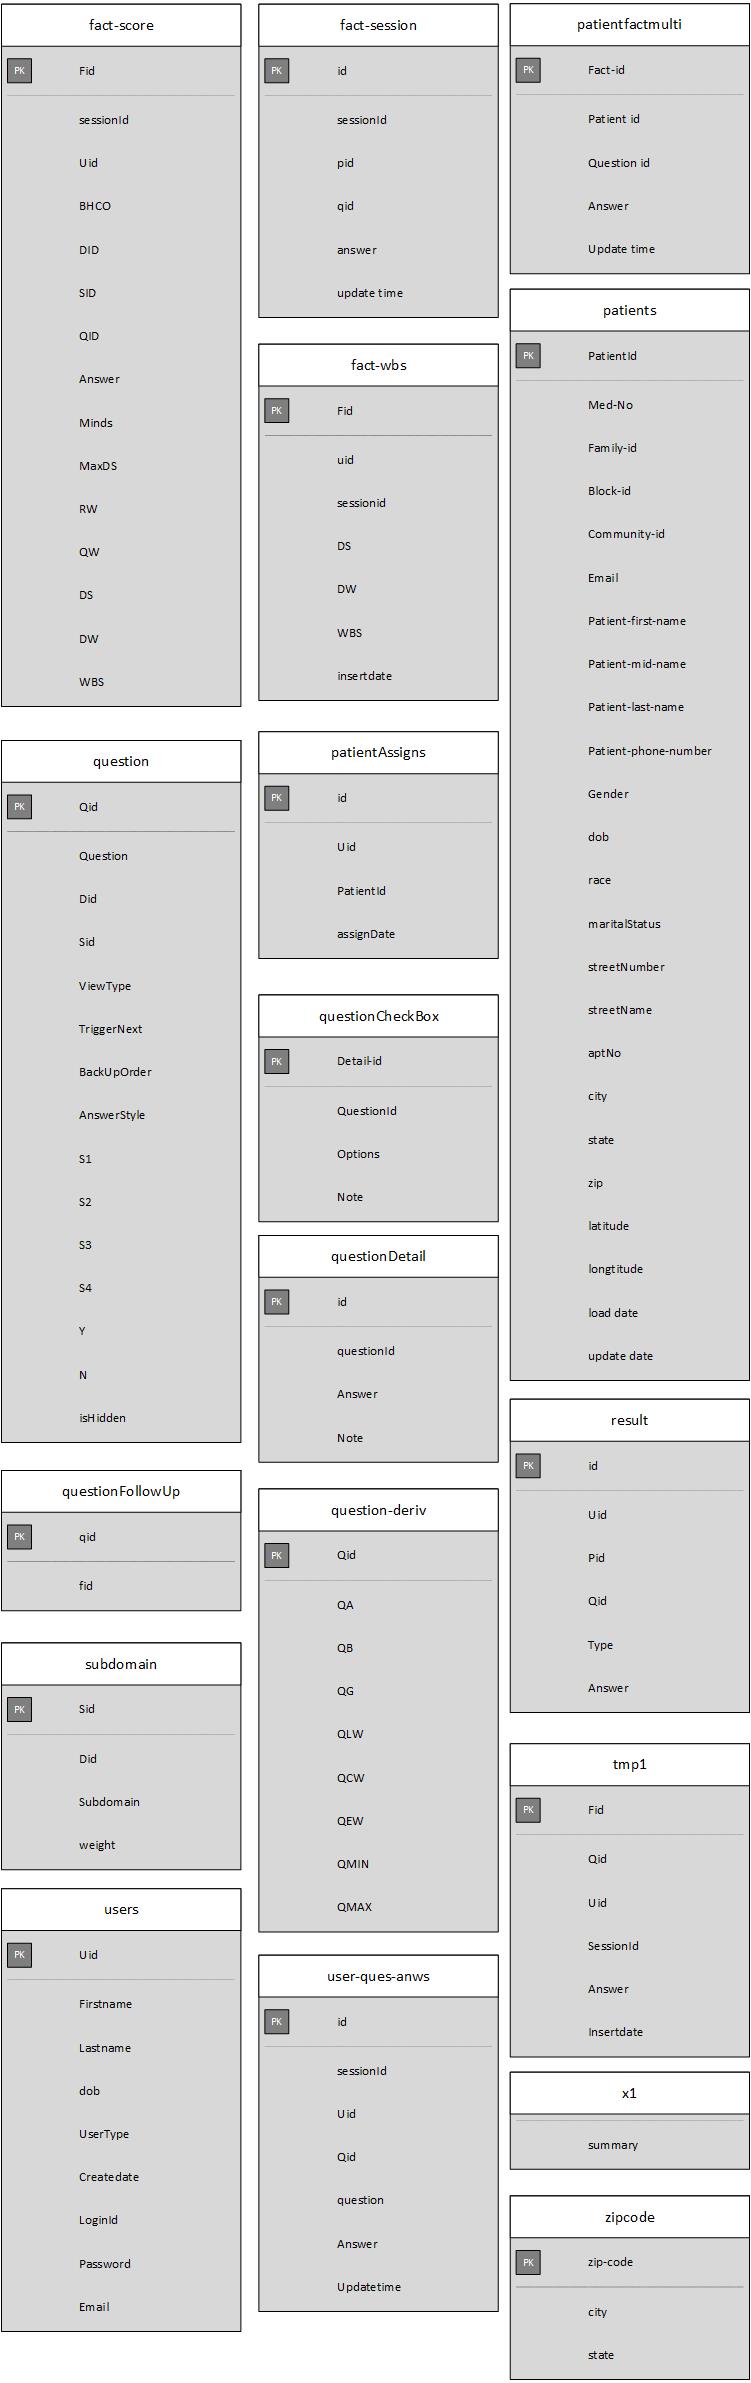 fact-score
PK Fid
sessionId
Uid
BHCO
DID
SID
QID
Answer
Minds
MaxDS
RW
QW
DS
DW
WBS
question
PK Qid
Question
Did
Sid
ViewType
TriggerNext
BackUpOrder
AnswerStyle
S1
S2
S3
S4
Y
N
isHidden
questionFollowUp
PK qid
fid
subdomain
PK Sid
Did
Subdomain
weight
users
PK Uid
Firstname
Lastname
dob
UserType
Createdate
LoginId
Password
Email
fact-session
PK id
sessionId
pid
qid
answer
update time
fact-wbs
PK Fid
uid
sessionid
DS
DW
WBS
insertdate
patientAssigns
PK id
Uid
PatientId
assignDate
questionCheckBox
PK Detail-id
QuestionId
Options
Note
questionDetail
PK id
questionId
Answer
Note
question-deriv
PK Qid
QA
QB
QG
QLW
QCW
QEW
QMIN
QMAX
user-ques-anws
PK id
sessionId
Uid
Qid
question
Answer
Updatetime
patientfactmulti
PK Fact-id
Patient id
Question id
Answer
Update time
patients
PK PatientId
Med-No
Family-id
Block-id
Community-id
Email
Patient-first-name
Patient-mid-name
Patient-last-name
Patient-phone-number
Gender
dob
race
maritalStatus
streetNumber
streetName
aptNo
city
state
zip
latitude
longtitude
load date
update date
result
PK id
Uid
Pid
Qid
Type
Answer
tmp1
PK Fid
Qid
Uid
SessionId
Answer
Insertdate
x1
summary
zipcode
PK zip-code
city
state